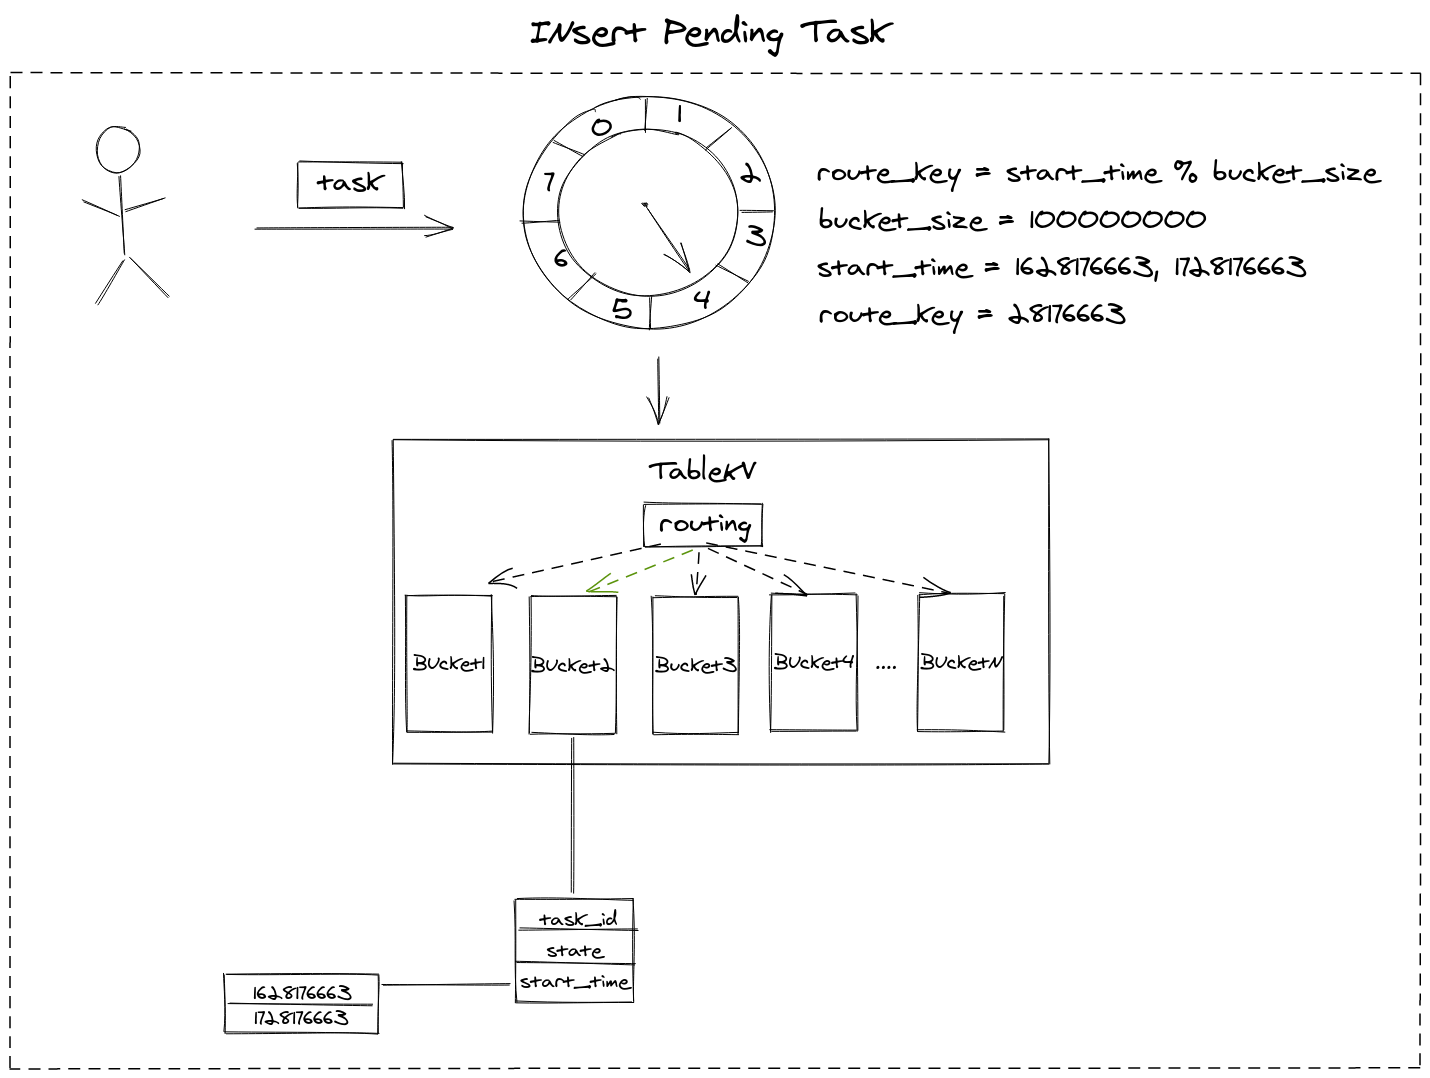 INsert Pending Task
task
0
1
2
3
4
5
6
7
route_key = start_time % bucket_size
bucket_size = 100000000
start_time = 1628176663, 1728176663
route_key = 28176663
TableKV
routing
Bucket1
Bucket2
Bucket3
Bucket4
....
BucketN
task_id
state
start_time
1628176663
1728176663